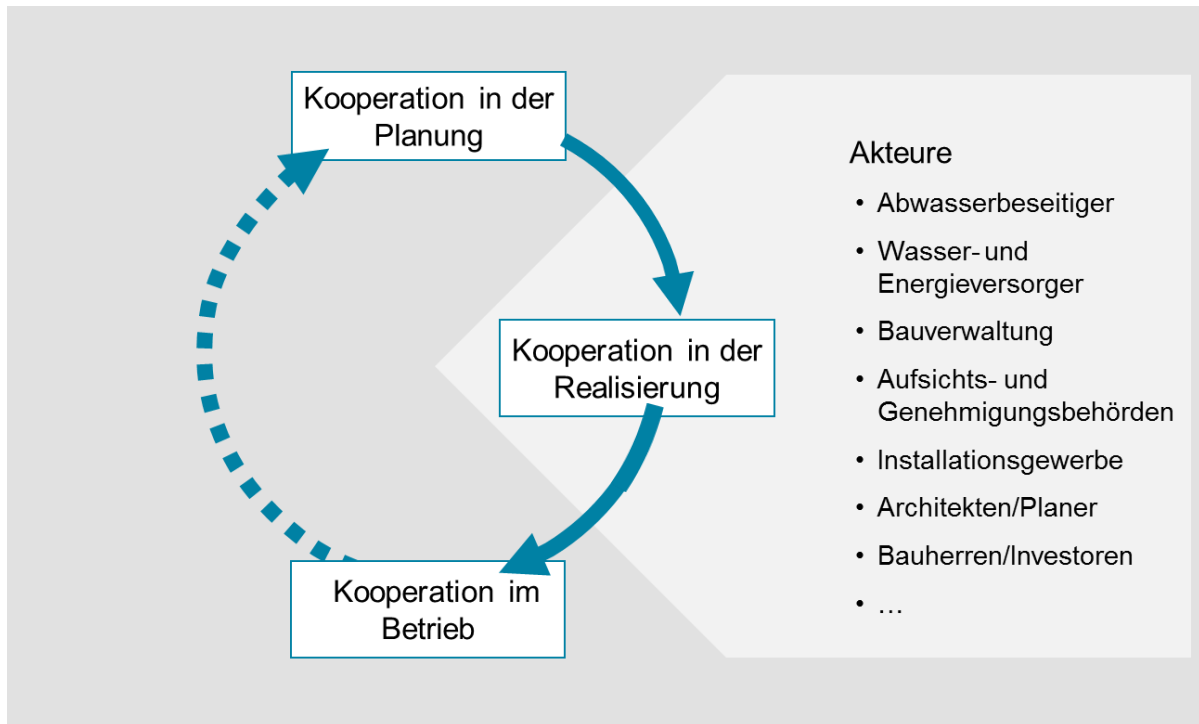 Kooperation in der
Planung
Kooperation in der
Realisierung
Kooperation im
Betrieb
Akteure
• Abwasserbeseitiger
• Wasser- und
Energieversorger
• Bauverwaltung
• Aufsichts- und
Genehmigungsbehörden
• Installationsgewerbe
• Architekten/Planer
• Bauherren/Investoren
• …